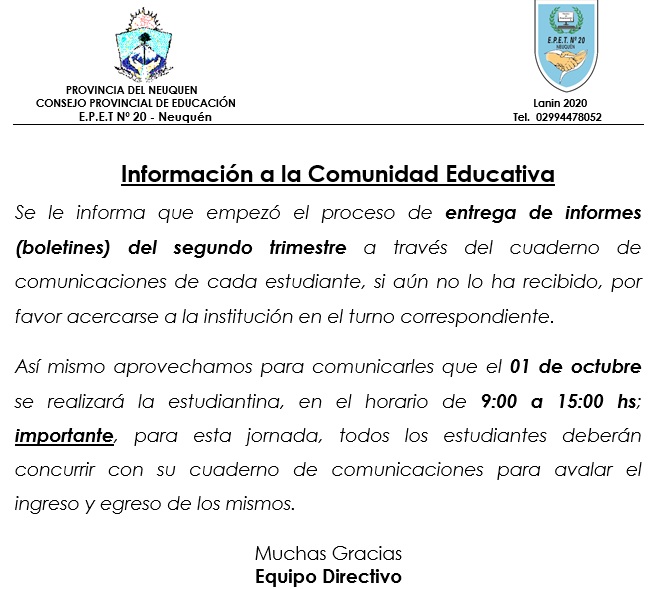 PROVINCIA DEL NEUQUEN
CONSEJO PROVINCIAL DE EDUCACIÓN
E.P.E.T Nº 20 - Neuquén
E.P.E.T. Nº 20
NEUQUÉN
Lanin 2020
Tel. 02994478052
Información a la Comunidad Educativa
Se le informa que empezó el proceso de entrega de informes
(boletines) del segundo trimestre a través del cuaderno de
comunicaciones de cada estudiante, si aún no lo ha recibido, por
favor acercarse a la institución en el turno correspondiente.
Así mismo aprovechamos para comunicarles que el 01 de octubre
se realizará la estudiantina, en el horario de 9:00 a 15:00 hs;
importante, para esta jornada, todos los estudiantes deberán
concurrir con su cuaderno de comunicaciones para avalar el
ingreso y egreso de los mismos.
Muchas Gracias
Equipo Directivo